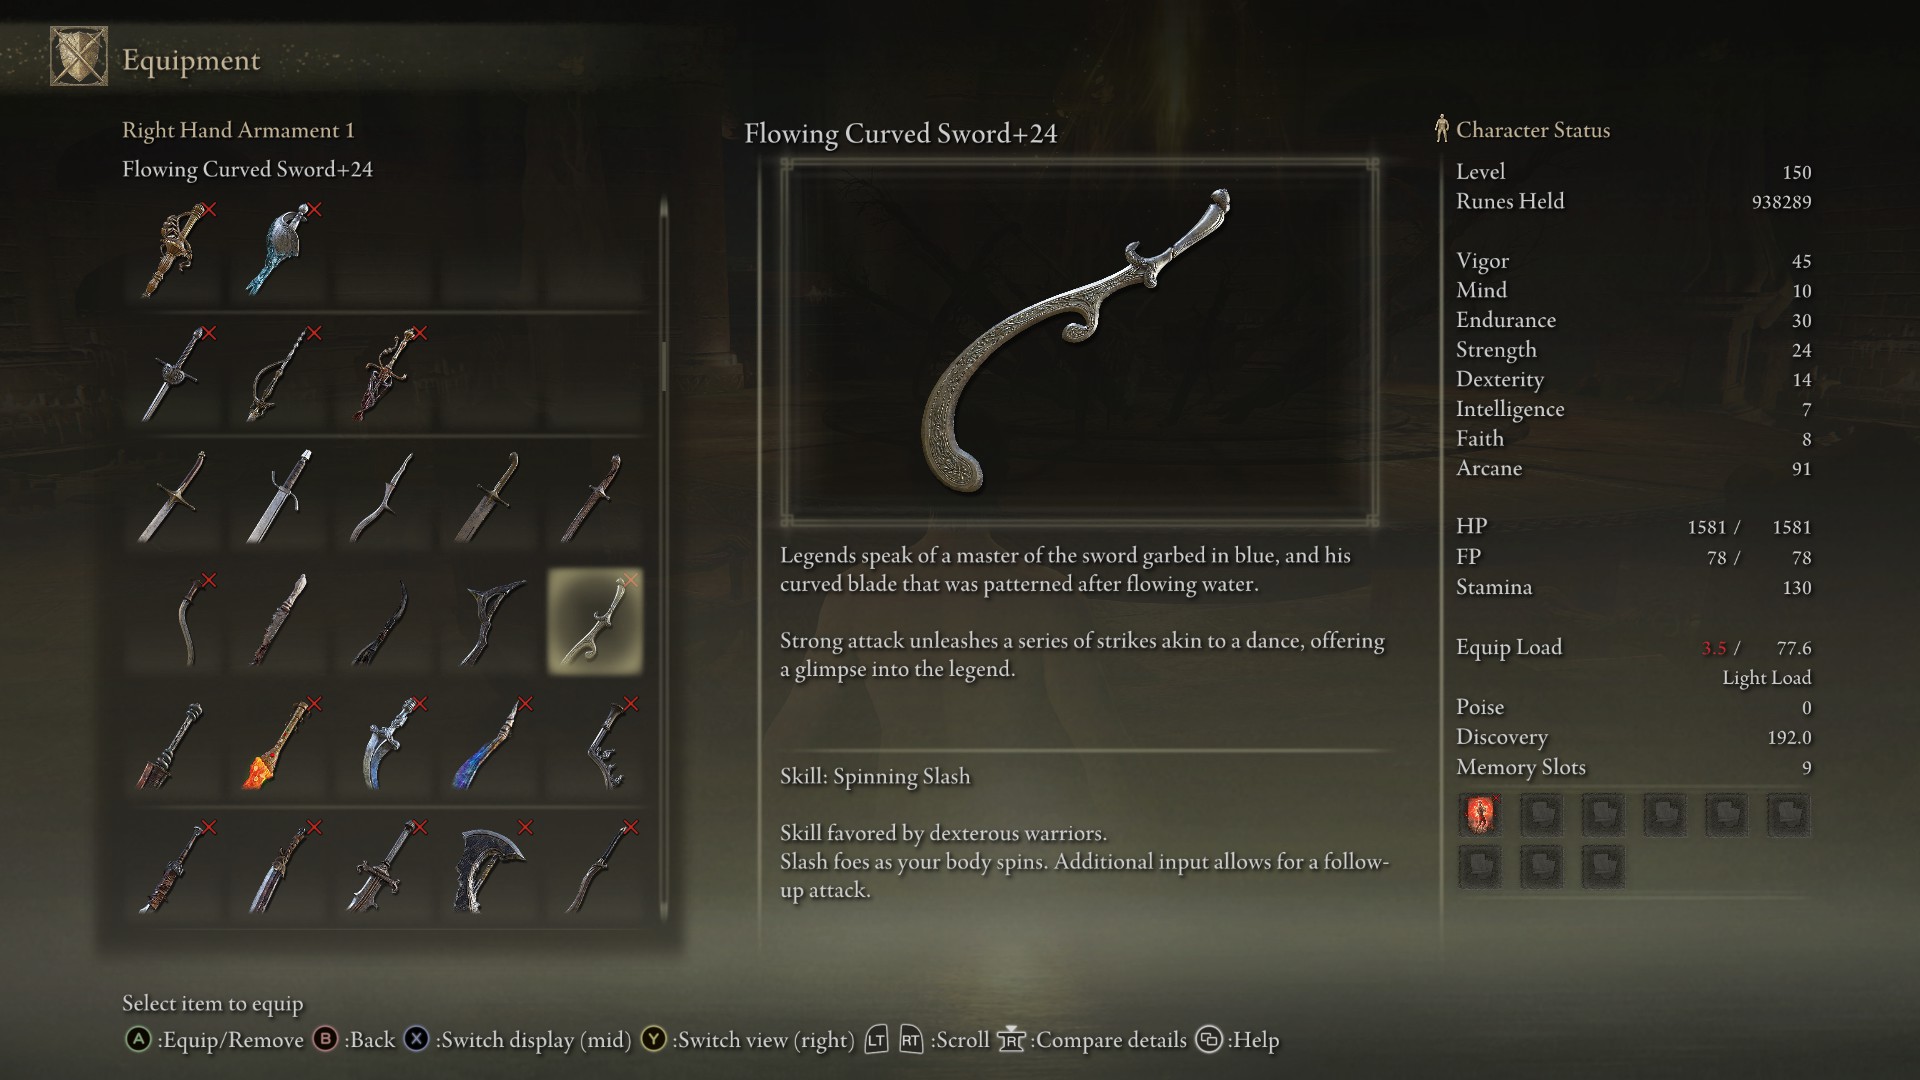 Equipment
Right Hand Armament 1
Flowing Curved Sword+24
Flowing Curved Sword+24
Legends speak of a master of the sword garbed in blue, and his
curved blade that was patterned after flowing water.
Strong attack unleashes a series of strikes akin to a dance, offering
a glimpse into the legend.
Skill: Spinning Slash
Skill favored by dexterous warriors.
Slash foes as your body spins. Additional input allows for a follow-
up attack.
Character Status
Level 150
Runes Held 938289
Vigor 45
Mind 10
Endurance 30
Strength 24
Dexterity 14
Intelligence 7
Faith 8
Arcane 91
HP 1581 / 1581
FP 78 / 78
Stamina 130
Equip Load 3.5 / 77.6
Light Load
Poise 0
Discovery 192.0
Memory Slots 9
Select item to equip
A :Equip/Remove B :Back X :Switch display (mid) Y :Switch view (right) LT RT :Scroll R :Compare details :Help